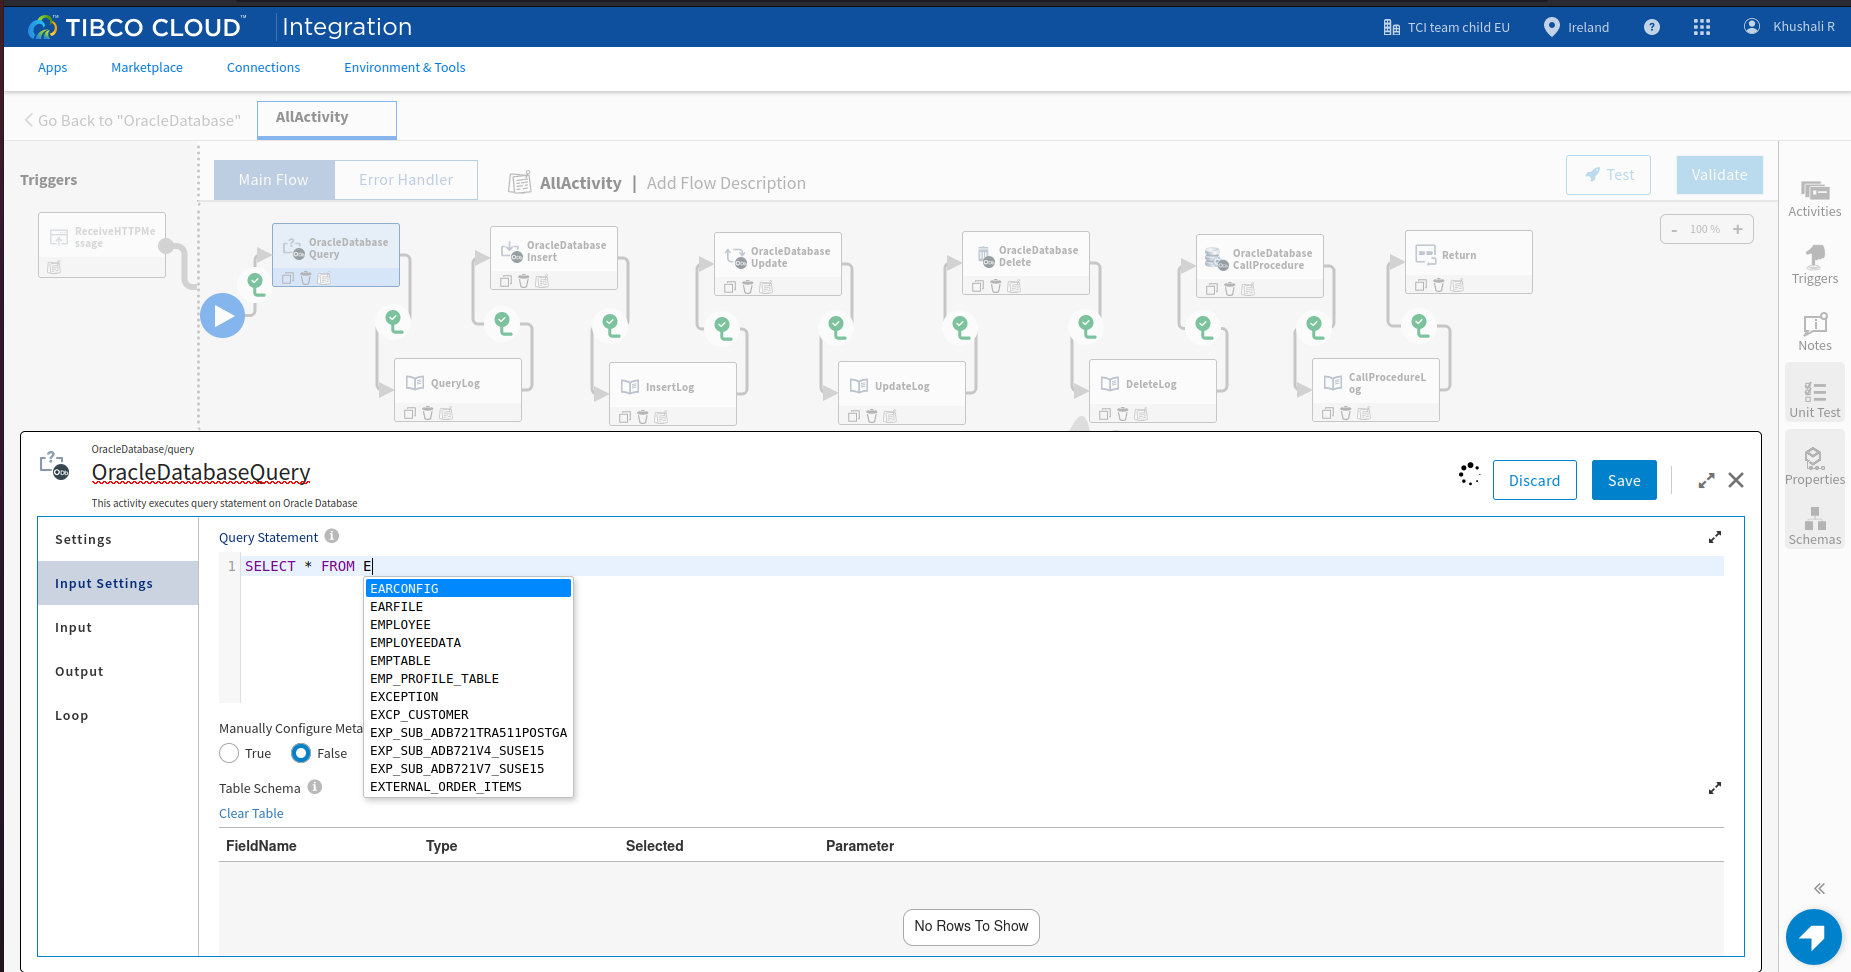 TIBCO CLOUD™ Integration
TCI team child EU
Ireland
?
Khushali R
Apps
Marketplace
Connections
Environment & Tools
Go Back to "OracleDatabase"
AllActivity
Triggers
Main Flow
Error Handler
AllActivity | Add Flow Description
Test
Validate
- 100 % +
ReceiveHTTPMe
ssage
OracleDatabase
Query
OracleDatabase
Insert
OracleDatabase
Update
OracleDatabase
Delete
OracleDatabase
CallProcedure
Return
QueryLog
InsertLog
UpdateLog
DeleteLog
CallProcedureL
og
Activities
Triggers
Notes
Unit Test
Properties
Schemas
OracleDatabase/query
OracleDatabaseQuery
This activity executes query statement on Oracle Database
Discard
Save
Settings
Input Settings
Input
Output
Loop
Query Statement
1 SELECT * FROM E
EARCONFIG
EARFILE
EMPLOYEE
EMPLOYEEDATA
EMPTABLE
EMP_PROFILE_TABLE
EXCEPTION
EXCP_CUSTOMER
EXP_SUB_ADB721TRA511POSTGA
EXP_SUB_ADB721V4_SUSE15
EXP_SUB_ADB721V7_SUSE15
EXTERNAL_ORDER_ITEMS
Manually Configure Meta
True
False
Table Schema
Clear Table
FieldName
Type
Selected
Parameter
No Rows To Show